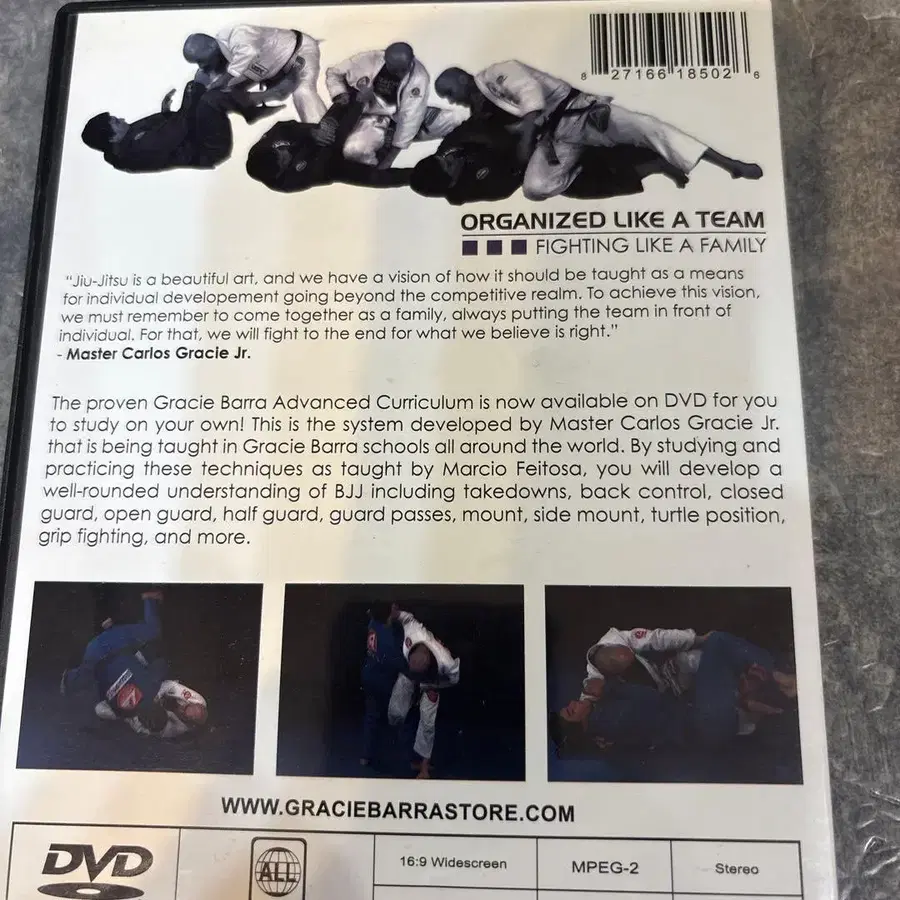 8 27166 18502 6
ORGANIZED LIKE A TEAM
FIGHTING LIKE A FAMILY
"Jiu-Jitsu is a beautiful art, and we have a vision of how it should be taught as a means
for individual developement going beyond the competitive realm. To achieve this vision,
we must remember to come together as a family, always putting the team in front of
individual. For that, we will fight to the end for what we believe is right."
- Master Carlos Gracie Jr.
The proven Gracie Barra Advanced Curriculum is now available on DVD for you
to study on your own! This is the system developed by Master Carlos Gracie Jr.
that is being taught in Gracie Barra schools all around the world. By studying and
practicing these techniques as taught by Marcio Feitosa, you will develop a
well-rounded understanding of BJJ including takedowns, back control, closed
guard, open guard, half guard, guard passes, mount, side mount, turtle position,
grip fighting, and more.
WWW.GRACIEBARRASTORE.COM
DVD ALL 16:9 Widescreen MPEG-2 Stereo